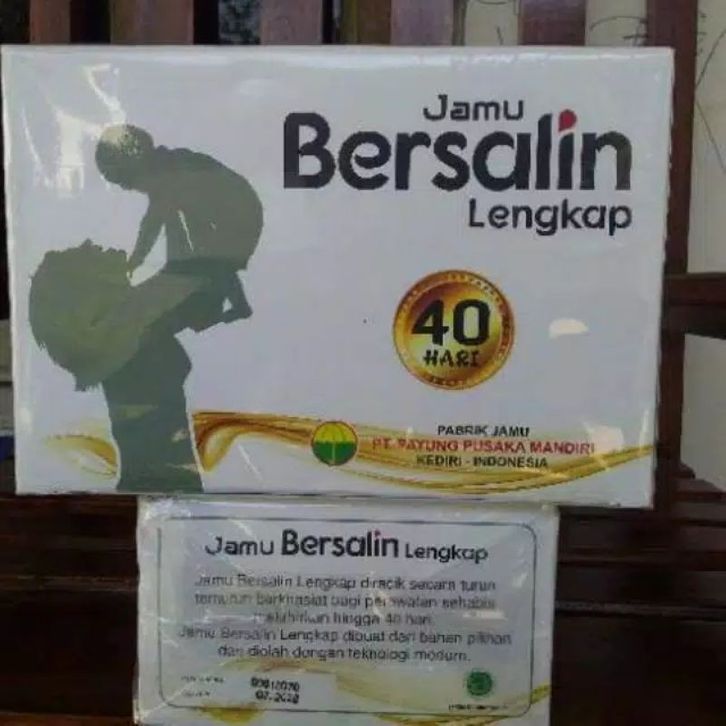 Jamu
Bersalin
Lengkap
40
HARI
PABRIK JAMU
PT. PAYUNG PUSAKA MANDIRI
KEDIRI - INDONESIA
Jamu Bersalin Lengkap
Jamu Bersalin Lengkap diracik secara turun
temurun berkhasiat bagi perawatan sehabis
melahirkan hingga 40 hari.
Jamu Bersalin Lengkap dibuat dari bahan pilihan
dan diolah dengan teknologi modern.